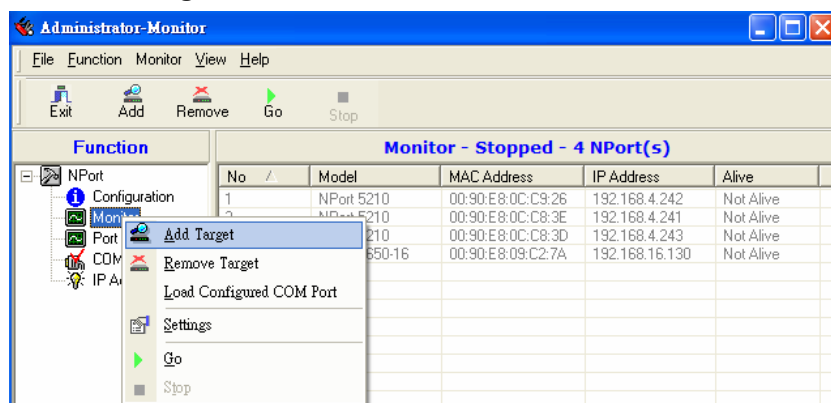 Administrator-Monitor
File Function Monitor View Help
Exit Add Remove Go Stop
Function
Monitor - Stopped - 4 NPort(s)
NPort
Configuration
Monitor
Port
COM
IP
No Model MAC Address IP Address Alive
1 NPort 5210 00:90:E8:0C:C9:26 192.168.4.242 Not Alive
5210 00:90:E8:0C:C8:3E 192.168.4.241 Not Alive
210 00:90:E8:0C:C8:3D 192.168.4.243 Not Alive
650-16 00:90:E8:09:C2:7A 192.168.16.130 Not Alive
Add Target
Remove Target
Load Configured COM Port
Settings
Go
Stop